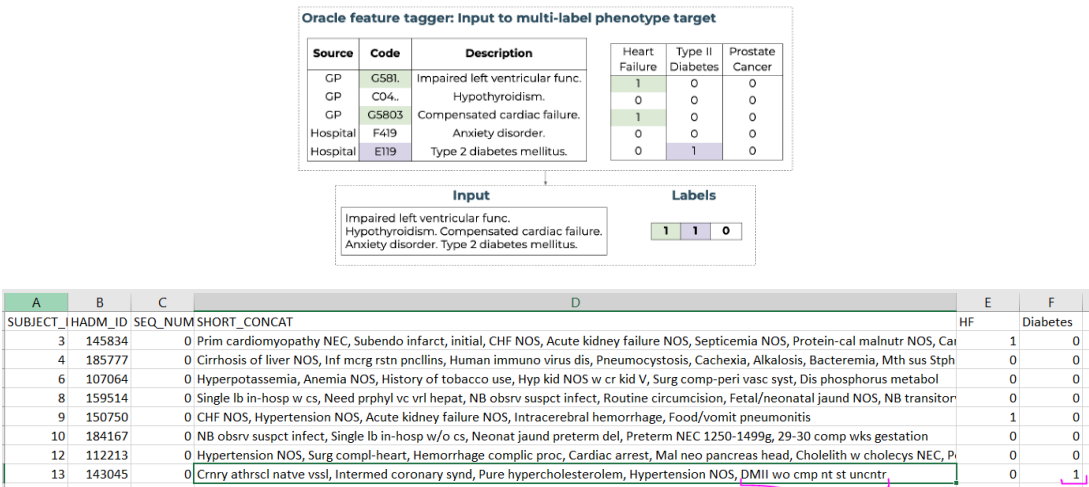 Oracle feature tagger: Input to multi-label phenotype target
Source Code Description Heart Failure Type II Diabetes Prostate Cancer
GP G581. Impaired left ventricular func. 1 0 0
GP C04.. Hypothyroidism. 0 0 0
GP G5803 Compensated cardiac failure. 1 0 0
Hospital F419 Anxiety disorder. 0 0 0
Hospital E119 Type 2 diabetes mellitus. 0 1 0
Input Labels
Impaired left ventricular func.
Hypothyroidism. Compensated cardiac failure.
Anxiety disorder. Type 2 diabetes mellitus.
1 1 0
A B C D E F
SUBJECT_I HADM_ID SEQ_NUM SHORT_CONCAT HF Diabetes
3 145834 0 Prim cardiomyopathy NEC, Subendo infarct, initial, CHF NOS, Acute kidney failure NOS, Septicemia NOS, Protein-cal malnutr NOS, Car 1 0
4 185777 0 Cirrhosis of liver NOS, Inf mcrg rstn pncllins, Human immuno virus dis, Pneumocystosis, Cachexia, Alkalosis, Bacteremia, Mth sus Stph 0 0
6 107064 0 Hyperpotassemia, Anemia NOS, History of tobacco use, Hyp kid NOS w cr kid V, Surg comp-peri vasc syst, Dis phosphorus metabol 0 0
8 159514 0 Single lb in-hosp w cs, Need prphyl vc vrl hepat, NB obsrv suspct infect, Routine circumcision, Fetal/neonatal jaund NOS, NB transitory 0 0
9 150750 0 CHF NOS, Hypertension NOS, Acute kidney failure NOS, Intracerebral hemorrhage, Food/vomit pneumonitis 1 0
10 184167 0 NB obsrv suspct infect, Single lb in-hosp w/o cs, Neonat jaund preterm del, Preterm NEC 1250-1499g, 29-30 comp wks gestation 0 0
12 112213 0 Hypertension NOS, Surg compl-heart, Hemorrhage complic proc, Cardiac arrest, Mal neo pancreas head, Cholelith w cholecys NEC, 0 0
13 143045 0 Crnry athrscl natve vssl, Intermed coronary synd, Pure hypercholesterolem, Hypertension NOS, DMII wo cmp nt st uncntr 0 1